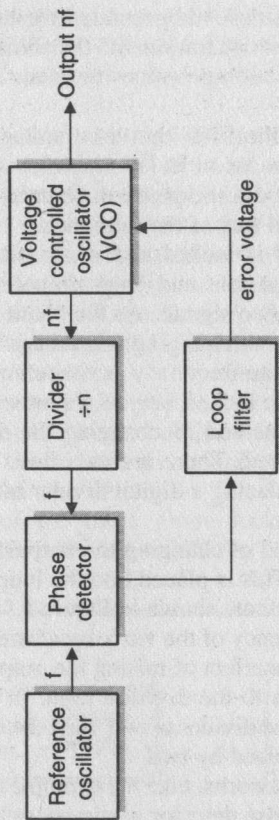 Reference
oscillator
f
Phase
detector
f
Divider
÷n
nf
Voltage
controlled
oscillator
(VCO)
Output nf
Loop
filter
error voltage